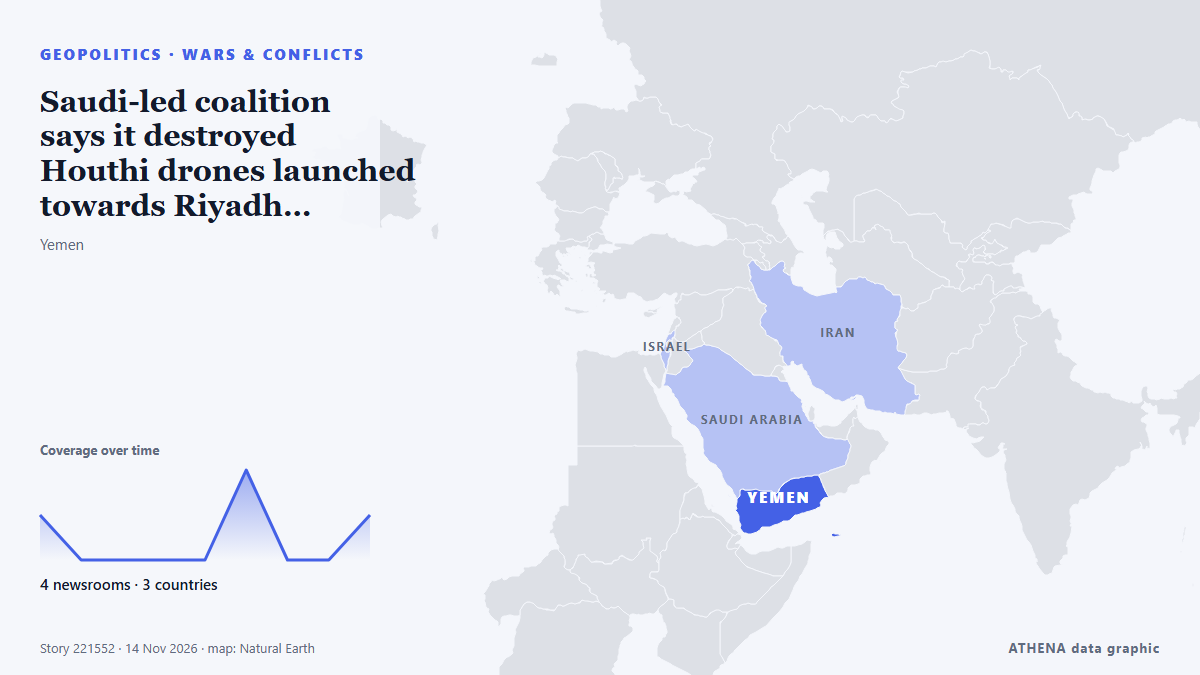 GEOPOLITICS · WARS & CONFLICTS
Saudi-led coalition
says it destroyed
Houthi drones launched
towards Riyadh...
Yemen
IRAN
ISRAEL
SAUDI ARABIA
YEMEN
Coverage over time
4 newsrooms · 3 countries
Story 221552 · 14 Nov 2026 · map: Natural Earth
ATHENA data graphic